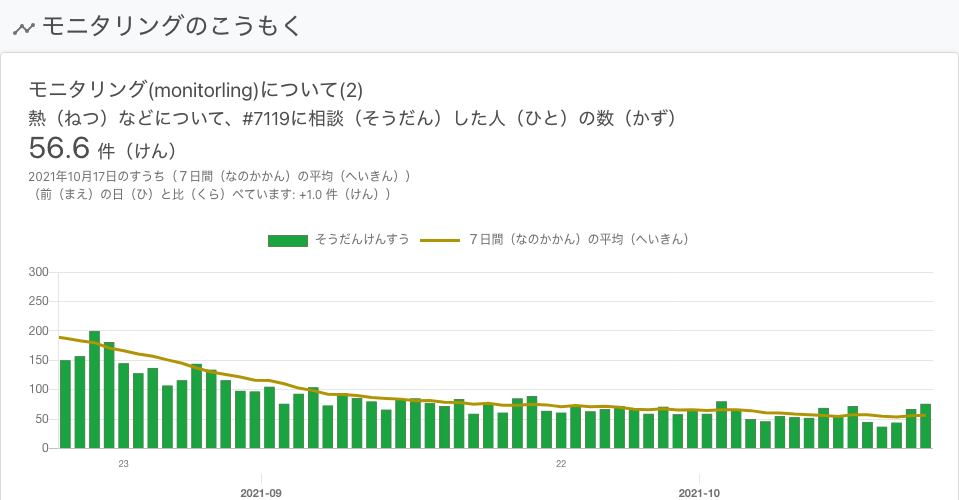 モニタリングのこうもく
モニタリング(monitorling)について(2)
熱（ねつ）などについて、#7119に相談（そうだん）した人（ひと）の数（かず）
56.6 件（けん）
2021年10月17日のすうち（７日間（なのかかん）の平均（へいきん））
（前（まえ）の日（ひ）と比（くら）べています: +1.0 件（けん））
そうだんけんすう ７日間（なのかかん）の平均（へいきん）
300
250
200
150
100
50
0
23 22
2021-09 2021-10